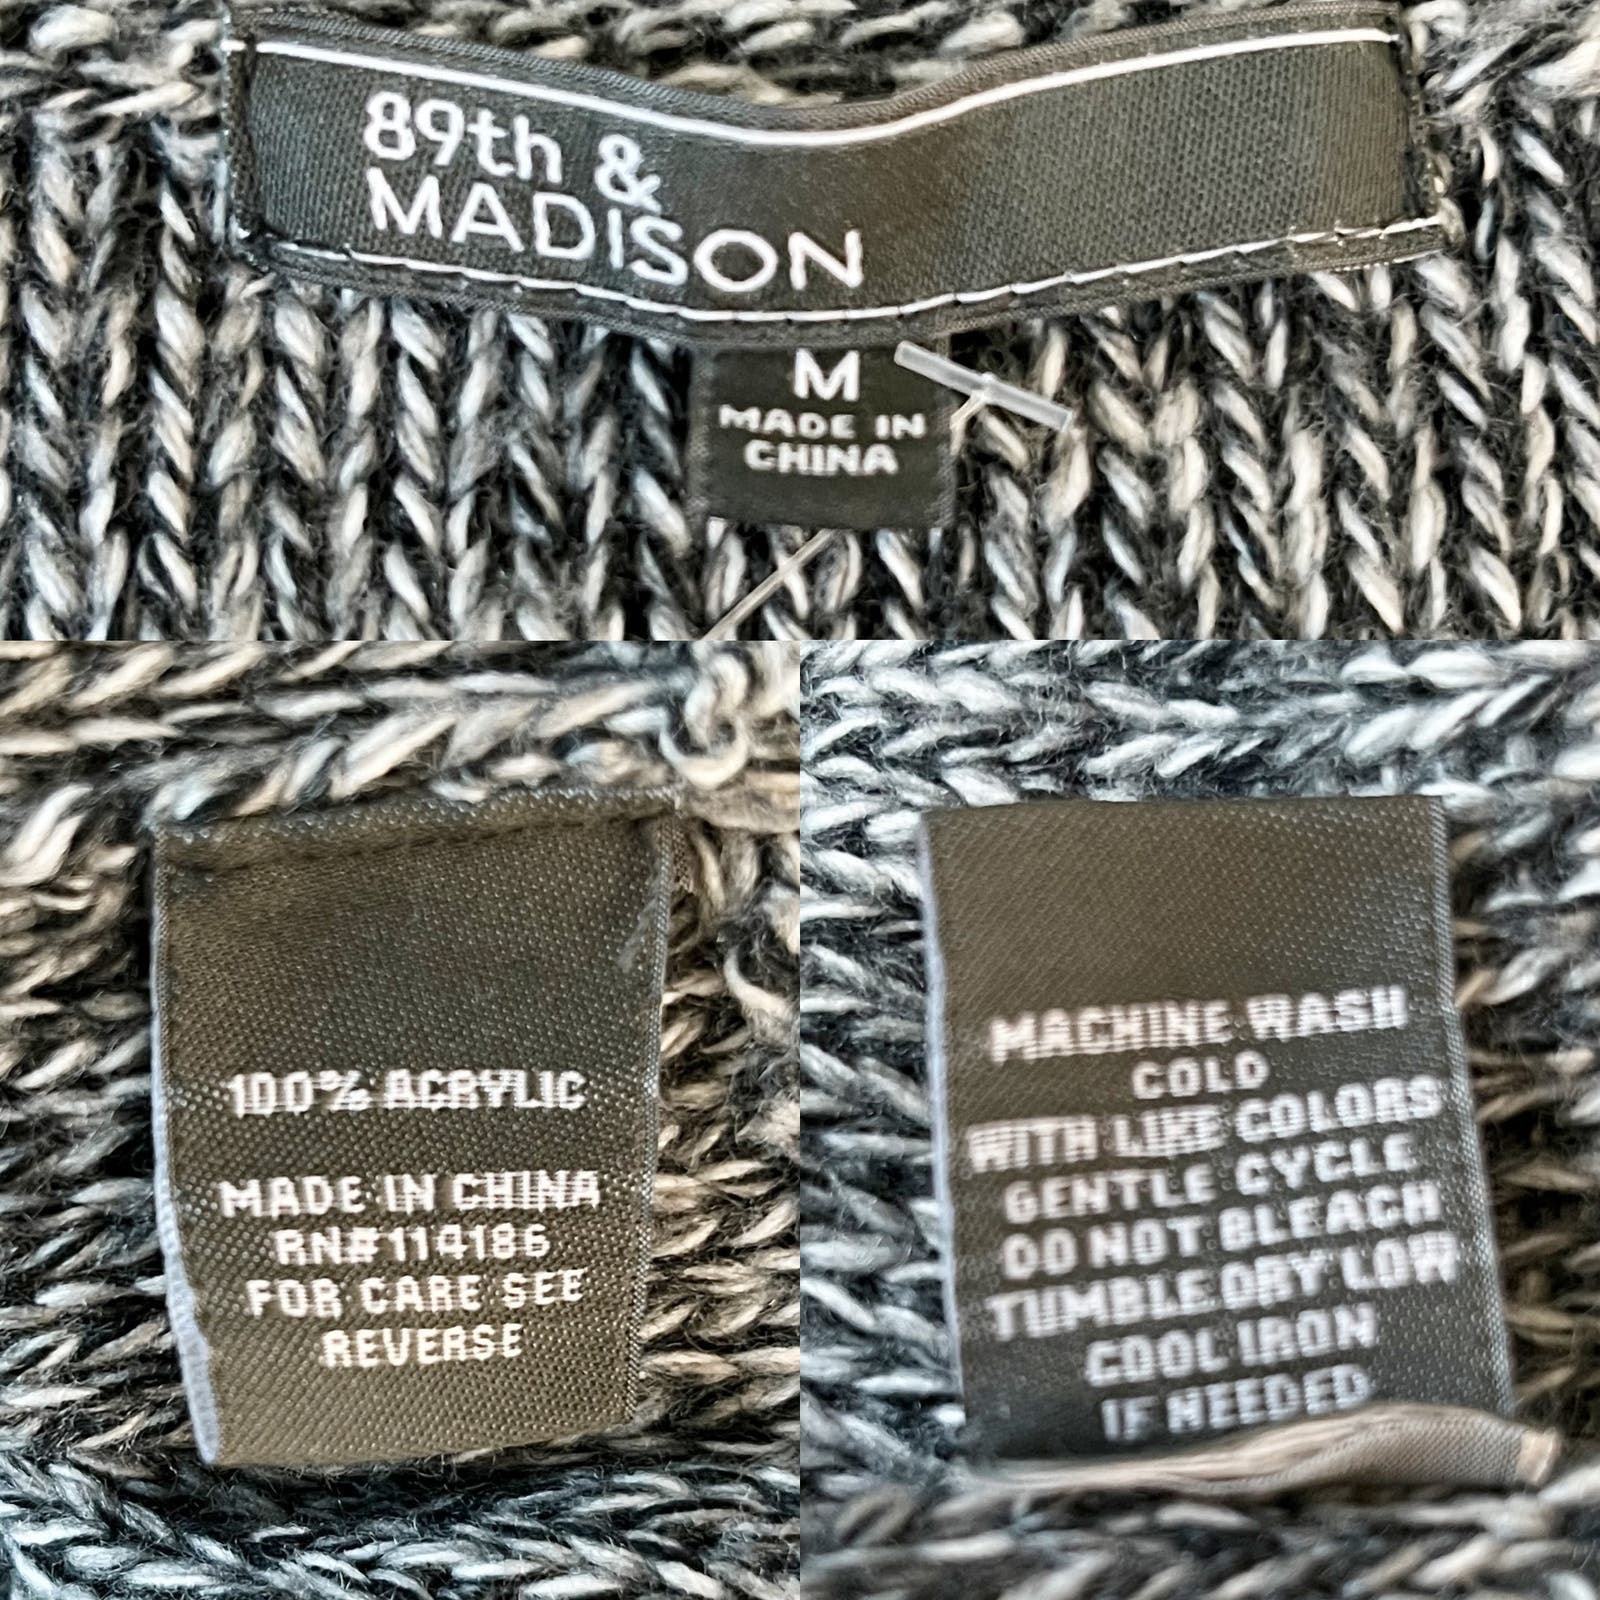 89th &
MADISON
M
MADE IN
CHINA
100% ACRYLIC
MADE IN CHINA
RN#114186
FOR CARE SEE
REVERSE
MACHINE WASH
COLD
WITH LIKE COLORS
GENTLE CYCLE
DO NOT BLEACH
TUMBLE DRY LOW
COOL IRON
IF NEEDED